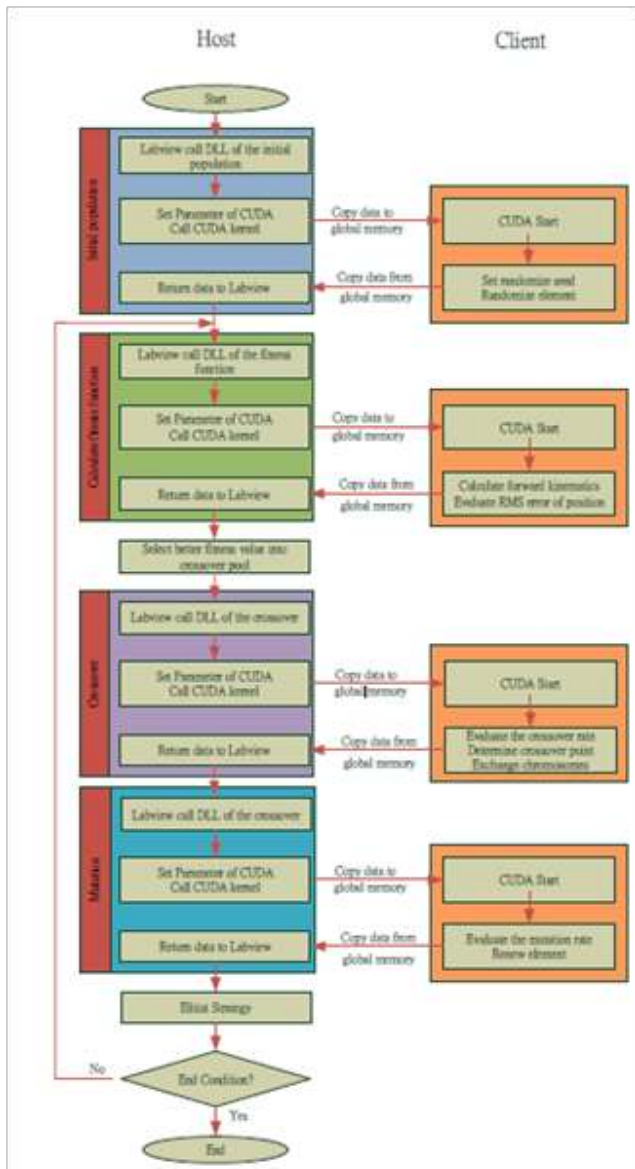 Host
Client
Start
Initial population
Labview call DLL of the initial
population
Set Parameter of CUDA
Call CUDA kernel
Copy data to
global memory
CUDA Start
Set randomize seed
Randomize element
Copy data from
global memory
Return data to Labview
Calculate fitness function
Labview call DLL of the fitness
function
Set Parameter of CUDA
Call CUDA kernel
Copy data to
global memory
CUDA Start
Calculate forward kinematics
Evaluate RMS error of position
Copy data from
global memory
Return data to Labview
Select better fitness value into
crossover pool
Crossover
Labview call DLL of the crossover
Set Parameter of CUDA
Call CUDA kernel
Copy data to
global memory
CUDA Start
Evaluate the crossover rate
Determine crossover point
Exchange chromosomes
Copy data from
global memory
Return data to Labview
Mutation
Labview call DLL of the crossover
Set Parameter of CUDA
Call CUDA kernel
Copy data to
global memory
CUDA Start
Evaluate the mutation rate
Renew element
Copy data from
global memory
Return data to Labview
Elitist Strategy
End Condition?
No
Yes
End